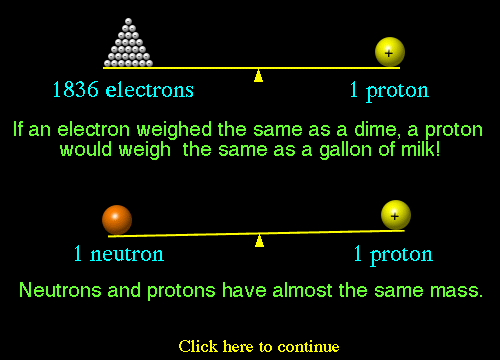 +
1836 electrons 1 proton
If an electron weighed the same as a dime, a proton
would weigh the same as a gallon of milk!
+
1 neutron 1 proton
Neutrons and protons have almost the same mass.
Click here to continue